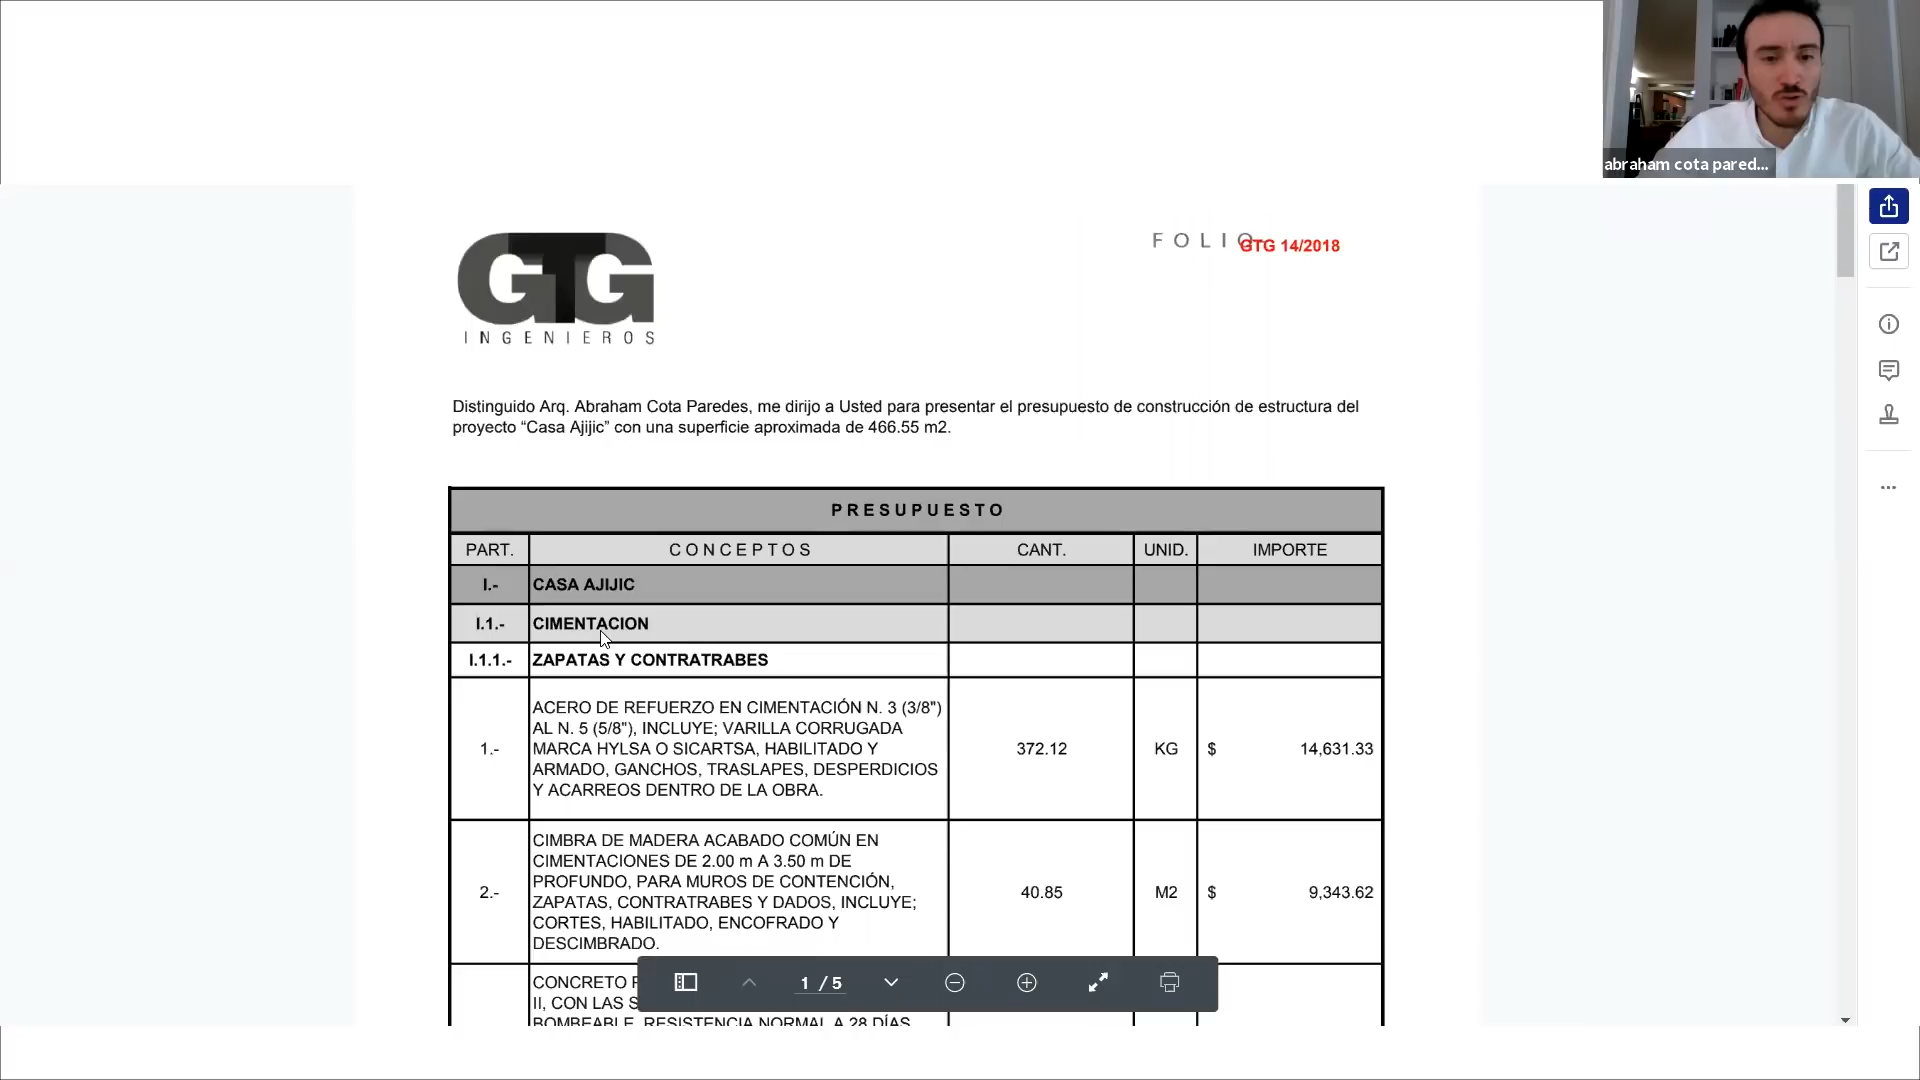 abraham cota pared...
GTG
INGENIEROS
FOLIO
GTG 14/2018
Distinguido Arq. Abraham Cota Paredes, me dirijo a Usted para presentar el presupuesto de construcción de estructura del
proyecto “Casa Ajijic” con una superficie aproximada de 466.55 m2.
PRESUPUESTO
PART. CONCEPTOS CANT. UNID. IMPORTE
I.- CASA AJIJIC
I.1.- CIMENTACION
I.1.1.- ZAPATAS Y CONTRATRABES
ACERO DE REFUERZO EN CIMENTACIÓN N. 3 (3/8")
AL N. 5 (5/8"), INCLUYE; VARILLA CORRUGADA
1.- MARCA HYLSA O SICARTSA, HABILITADO Y 372.12 KG $ 14,631.33
ARMADO, GANCHOS, TRASLAPES, DESPERDICIOS
Y ACARREOS DENTRO DE LA OBRA.
CIMBRA DE MADERA ACABADO COMÚN EN
CIMENTACIONES DE 2.00 m A 3.50 m DE
PROFUNDO, PARA MUROS DE CONTENCIÓN,
2.- ZAPATAS, CONTRATRABES Y DADOS, INCLUYE; 40.85 M2 $ 9,343.62
CORTES, HABILITADO, ENCOFRADO Y
DESCIMBRADO.
CONCRETO
II, CON LAS
BOMBEABLE, RESISTENCIA NORMAL A 28 DÍAS
1 / 5